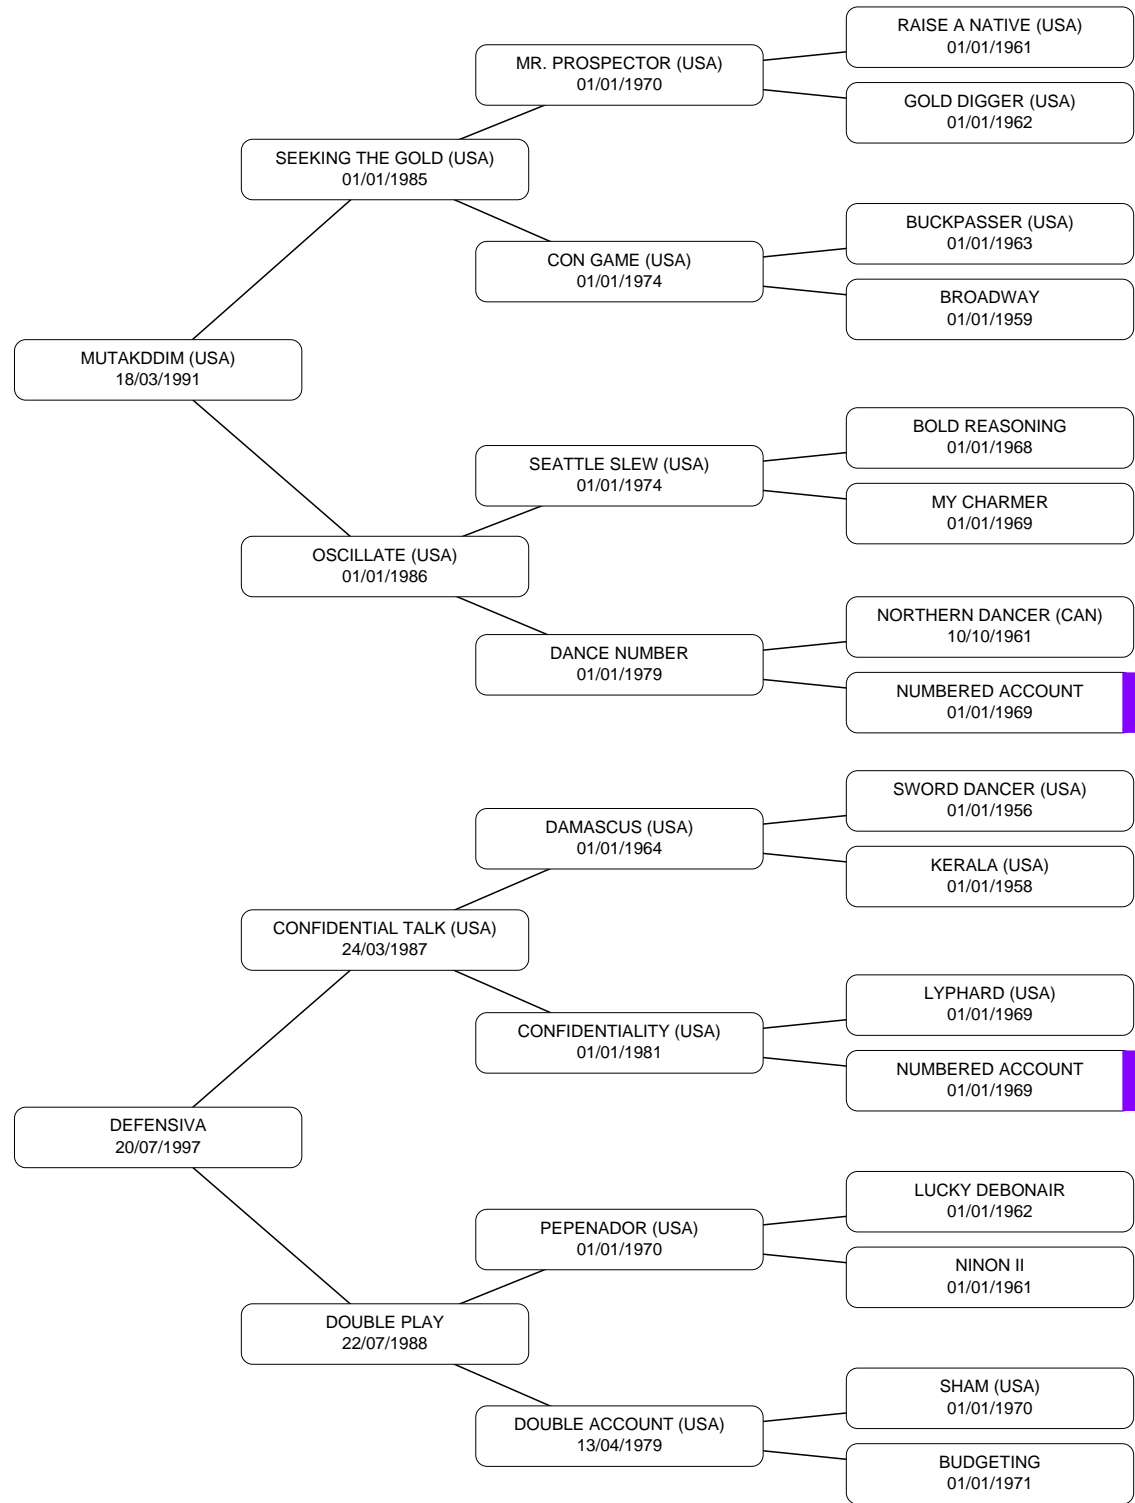 RAISE A NATIVE (USA)
01/01/1961
MR. PROSPECTOR (USA)
01/01/1970
GOLD DIGGER (USA)
01/01/1962
SEEKING THE GOLD (USA)
01/01/1985
BUCKPASSER (USA)
01/01/1963
CON GAME (USA)
01/01/1974
BROADWAY
01/01/1959
MUTAKDDIM (USA)
18/03/1991
BOLD REASONING
01/01/1968
SEATTLE SLEW (USA)
01/01/1974
MY CHARMER
01/01/1969
OSCILLATE (USA)
01/01/1986
NORTHERN DANCER (CAN)
10/10/1961
DANCE NUMBER
01/01/1979
NUMBERED ACCOUNT
01/01/1969
SWORD DANCER (USA)
01/01/1956
DAMASCUS (USA)
01/01/1964
KERALA (USA)
01/01/1958
CONFIDENTIAL TALK (USA)
24/03/1987
LYPHARD (USA)
01/01/1969
CONFIDENTIALITY (USA)
01/01/1981
NUMBERED ACCOUNT
01/01/1969
DEFENSIVA
20/07/1997
LUCKY DEBONAIR
01/01/1962
PEPENADOR (USA)
01/01/1970
NINON II
01/01/1961
DOUBLE PLAY
22/07/1988
SHAM (USA)
01/01/1970
DOUBLE ACCOUNT (USA)
13/04/1979
BUDGETING
01/01/1971